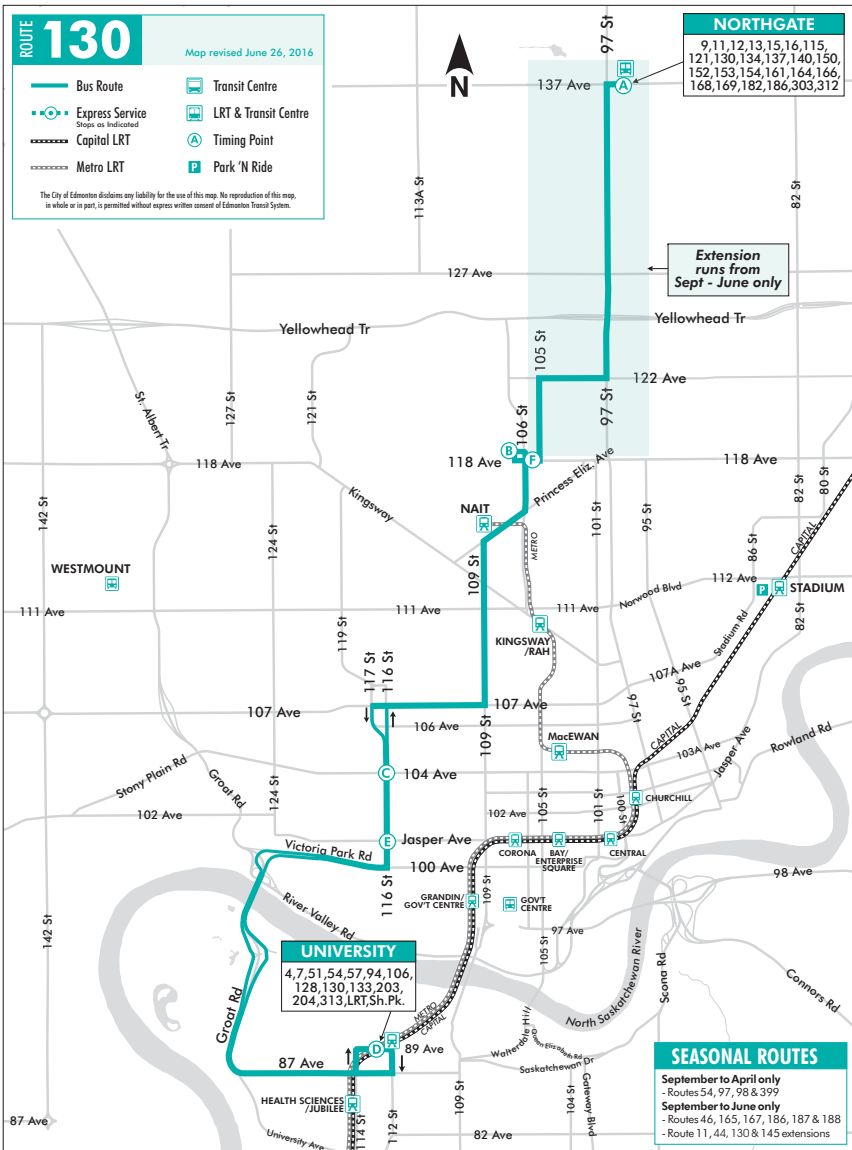 ROUTE 130
Map revised June 26, 2016
Bus Route
Express Service
Stops as Indicated
Capital LRT
Metro LRT
Transit Centre
LRT & Transit Centre
A Timing Point
P Park 'N Ride
The City of Edmonton disclaims any liability for the use of this map. No reproduction of this map,
in whole or in part, is permitted without express written consent of Edmonton Transit System.
N
97 St
NORTHGATE
9,11,12,13,15,16,115,
121,130,134,137,140,150,
152,153,154,161,164,166,
168,169,182,186,303,312
137 Ave
A
113A St
82 St
127 Ave
Extension
runs from
Sept - June only
Yellowhead Tr
Yellowhead Tr
105 St
122 Ave
97 St
St. Albert Tr
127 St
121 St
106 St
B
F
118 Ave
118 Ave
118 Ave
Princess Eliz. Ave
Kingsway
142 St
124 St
NAIT
METRO
101 St
95 St
82 St
80 St
86 St
CAPITAL
WESTMOUNT
109 St
112 Ave
P
STADIUM
111 Ave
111 Ave
111 Ave
Norwood Blvd
119 St
KINGSWAY
/RAH
Stadium Rd
82 St
117 St
116 St
107A Ave
95 St
107 Ave
107 Ave
106 Ave
109 St
97 St
CAPITAL
MacEWAN
103A Ave
Jasper Ave
Rowland Rd
Stony Plain Rd
Groat Rd
C
104 Ave
124 St
105 St
101 St
100 St
CHURCHILL
102 Ave
102 Ave
E
Jasper Ave
Victoria Park Rd
CORONA
BAY/
ENTERPRISE
SQUARE
CENTRAL
100 Ave
98 Ave
116 St
GRANDIN/
GOV'T CENTRE
109 St
GOV'T
CENTRE
River Valley Rd
97 Ave
142 St
105 St
UNIVERSITY
4,7,51,54,57,94,106,
128,130,133,203,
204,313,LRT,Sh.Pk.
North Saskatchewan River
Scona Rd
Connors Rd
Groat Rd
METRO
CAPITAL
D
89 Ave
Walterdale Hill
Queen Elizabeth Rd
Saskatchewan Dr
87 Ave
HEALTH SCIENCES
/JUBILEE
109 St
104 St
Gateway Blvd
114 St
112 St
87 Ave
University Ave
82 Ave
SEASONAL ROUTES
September to April only
- Routes 54, 97, 98 & 399
September to June only
- Routes 46, 165, 167, 186, 187 & 188
- Route 11, 44, 130 & 145 extensions